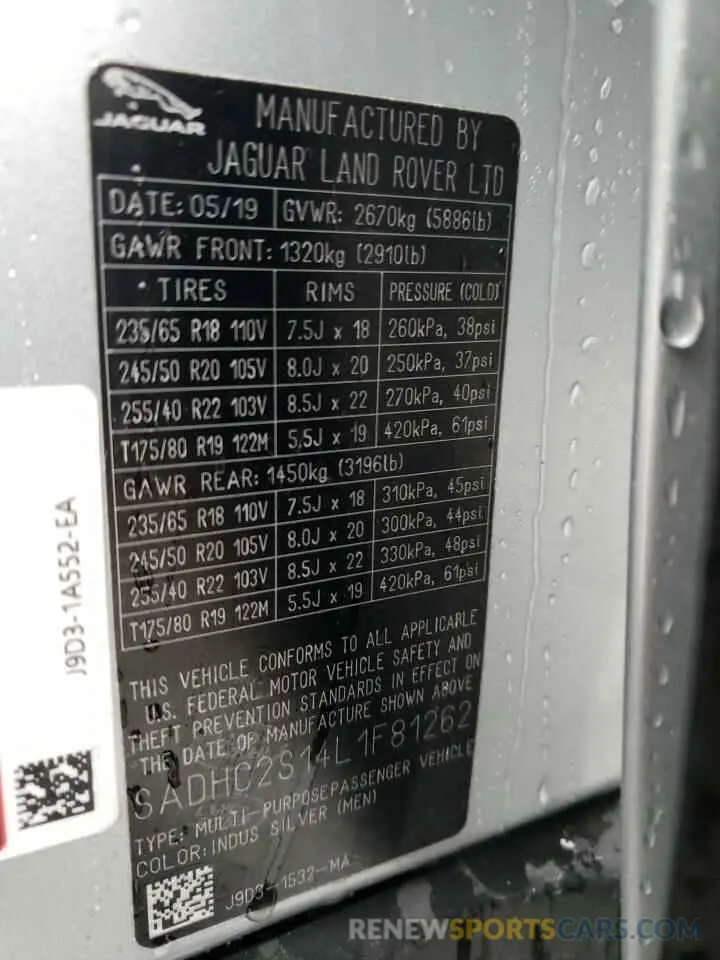 JAGUAR
MANUFACTURED BY
JAGUAR LAND ROVER LTD
DATE: 05/19 GVWR: 2670kg (5886lb)
GAWR FRONT: 1320kg (2910lb)
TIRES RIMS PRESSURE (COLD)
235/65 R18 110V 7.5J x 18 260kPa, 38psi
245/50 R20 105V 8.0J x 20 250kPa, 37psi
255/40 R22 103V 8.5J x 22 270kPa, 40psi
T175/80 R19 122M 5.5J x 19 420kPa, 61psi
GAWR REAR: 1450kg (3196lb)
235/65 R18 110V 7.5J x 18 310kPa, 45psi
245/50 R20 105V 8.0J x 20 300kPa, 44psi
255/40 R22 103V 8.5J x 22 330kPa, 48psi
T175/80 R19 122M 5.5J x 19 420kPa, 61psi
THIS VEHICLE CONFORMS TO ALL APPLICABLE
U.S. FEDERAL MOTOR VEHICLE SAFETY AND
THEFT PREVENTION STANDARDS IN EFFECT ON
THE DATE OF MANUFACTURE SHOWN ABOVE
SADHC2S14L1F81262
TYPE: MULTI-PURPOSE PASSENGER VEHICLE
COLOR: INDUS SILVER (MEN)
J9D3-1532-MA
J9D3-1A552-EA
RENEWSPORTSCARS.COM